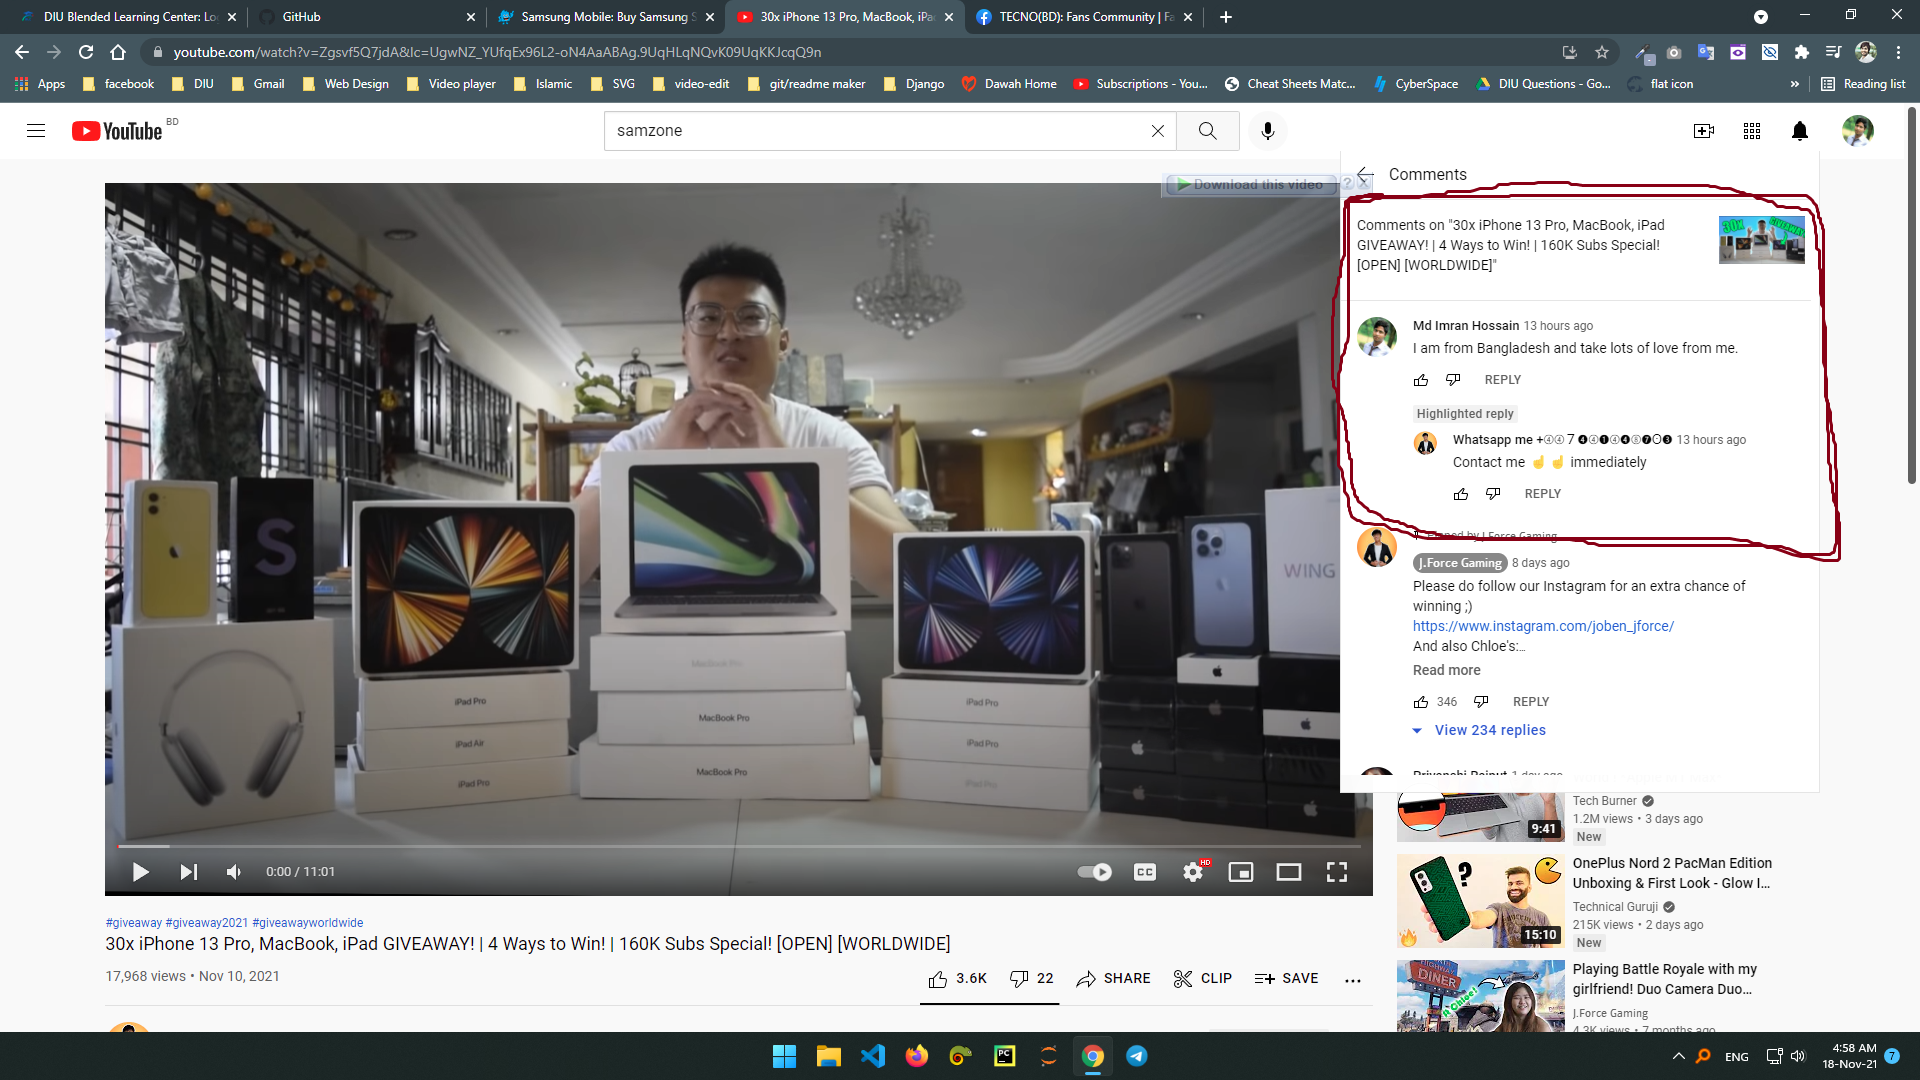 DIU Blended Learning Center: Lo
GitHub
Samsung Mobile: Buy Samsung S
30x iPhone 13 Pro, MacBook, iPa
TECNO(BD): Fans Community | Fa
youtube.com/watch?v=Zgsvf5Q7jdA&lc=UgwNZ_YUfqEx96L2-oN4AaABAg.9UqHLqNQvK09UqKKJcqQ9n
Apps facebook DIU Gmail Web Design Video player Islamic SVG video-edit git/readme maker Django Dawah Home Subscriptions - You... Cheat Sheets Matc... CyberSpace DIU Questions - Go... flat icon » Reading list
YouTube BD
samzone
Download this video ?
Comments
Comments on "30x iPhone 13 Pro, MacBook, iPad
GIVEAWAY! | 4 Ways to Win! | 160K Subs Special!
[OPEN] [WORLDWIDE]"
30X GIVEAWAY
Md Imran Hossain 13 hours ago
I am from Bangladesh and take lots of love from me.
REPLY
Highlighted reply
13 hours ago
Whatsapp me
Contact me ☝ ☝ immediately
REPLY
Pinned by J.Force Gaming
J.Force Gaming 8 days ago
Please do follow our Instagram for an extra chance of
winning ;)
https://www.instagram.com/joben_jforce/
And also Chloe's:...
Read more
346 REPLY
View 234 replies
Priyanshi Rajput 1 day ago
S
WING
MacBook Pro
MacBook Pro
MacBook Pro
iPad Pro
iPad Air
iPad Pro
iPad Pro
iPad Pro
iPad Pro
0:00 / 11:01
CC
HD
#giveaway #giveaway2021 #giveawayworldwide
30x iPhone 13 Pro, MacBook, iPad GIVEAWAY! | 4 Ways to Win! | 160K Subs Special! [OPEN] [WORLDWIDE]
17,968 views • Nov 10, 2021
3.6K 22 SHARE CLIP SAVE ...
9:41
Tech Burner
1.2M views • 3 days ago
New
?
15:10
OnePlus Nord 2 PacMan Edition
Unboxing & First Look - Glow I...
Technical Guruji
215K views • 2 days ago
New
DINER
Playing Battle Royale with my
girlfriend! Duo Camera Duo...
J.Force Gaming
4.3K views • 7 months ago
PC
ENG
4:58 AM
18-Nov-21
7